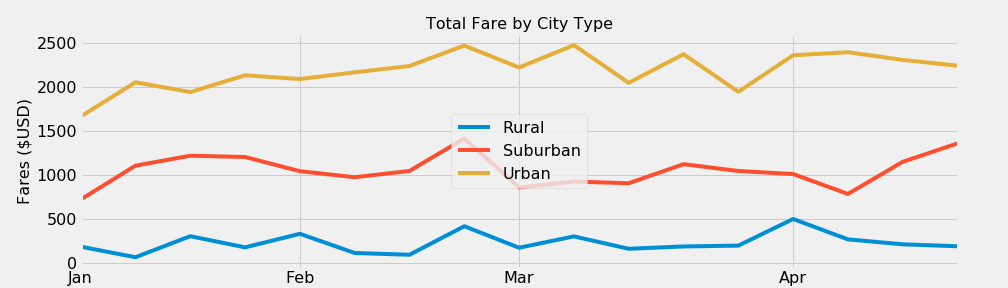 Total Fare by City Type
Fares ($USD)
2500
2000
1500
1000
500
0
Rural
Suburban
Urban
Jan Feb Mar Apr